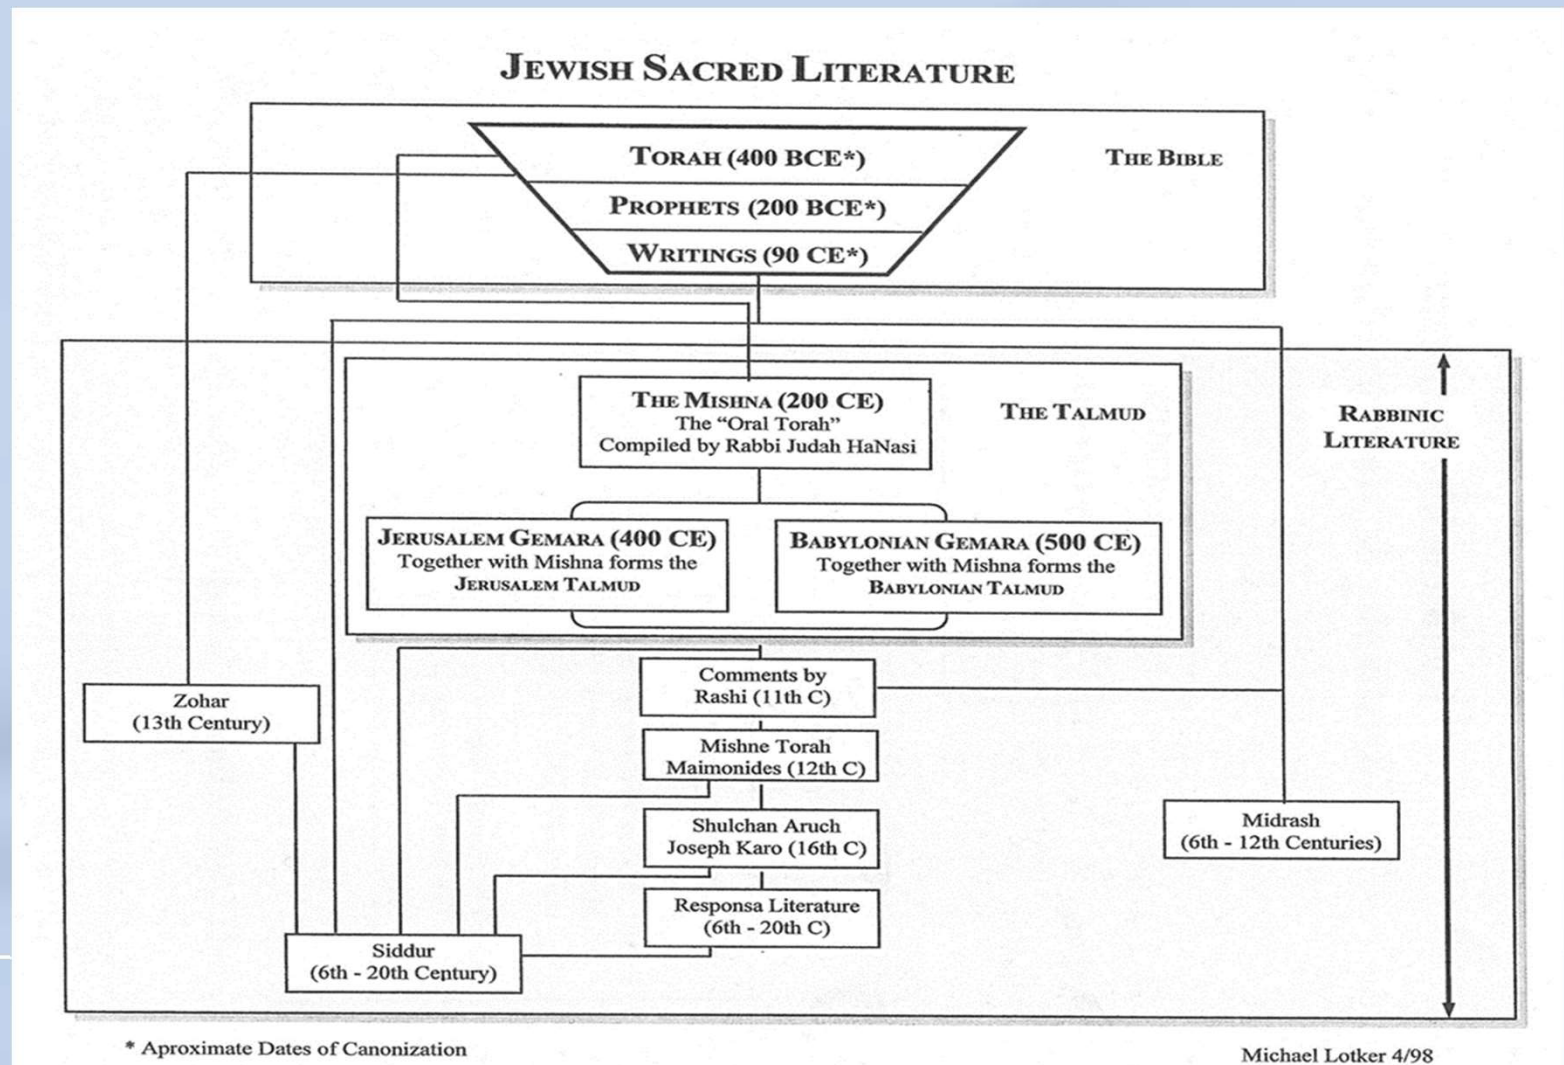 JEWISH SACRED LITERATURE
TORAH (400 BCE*)
THE BIBLE
PROPHETS (200 BCE*)
WRITINGS (90 CE*)
THE MISHNA (200 CE)
The “Oral Torah”
Compiled by Rabbi Judah HaNasi
THE TALMUD
RABBINIC
LITERATURE
JERUSALEM GEMARA (400 CE)
Together with Mishna forms the
JERUSALEM TALMUD
BABYLONIAN GEMARA (500 CE)
Together with Mishna forms the
BABYLONIAN TALMUD
Comments by
Rashi (11th C)
Zohar
(13th Century)
Mishne Torah
Maimonides (12th C)
Shulchan Aruch
Joseph Karo (16th C)
Midrash
(6th - 12th Centuries)
Responsa Literature
(6th - 20th C)
Siddur
(6th - 20th Century)
* Aproximate Dates of Canonization
Michael Lotker 4/98